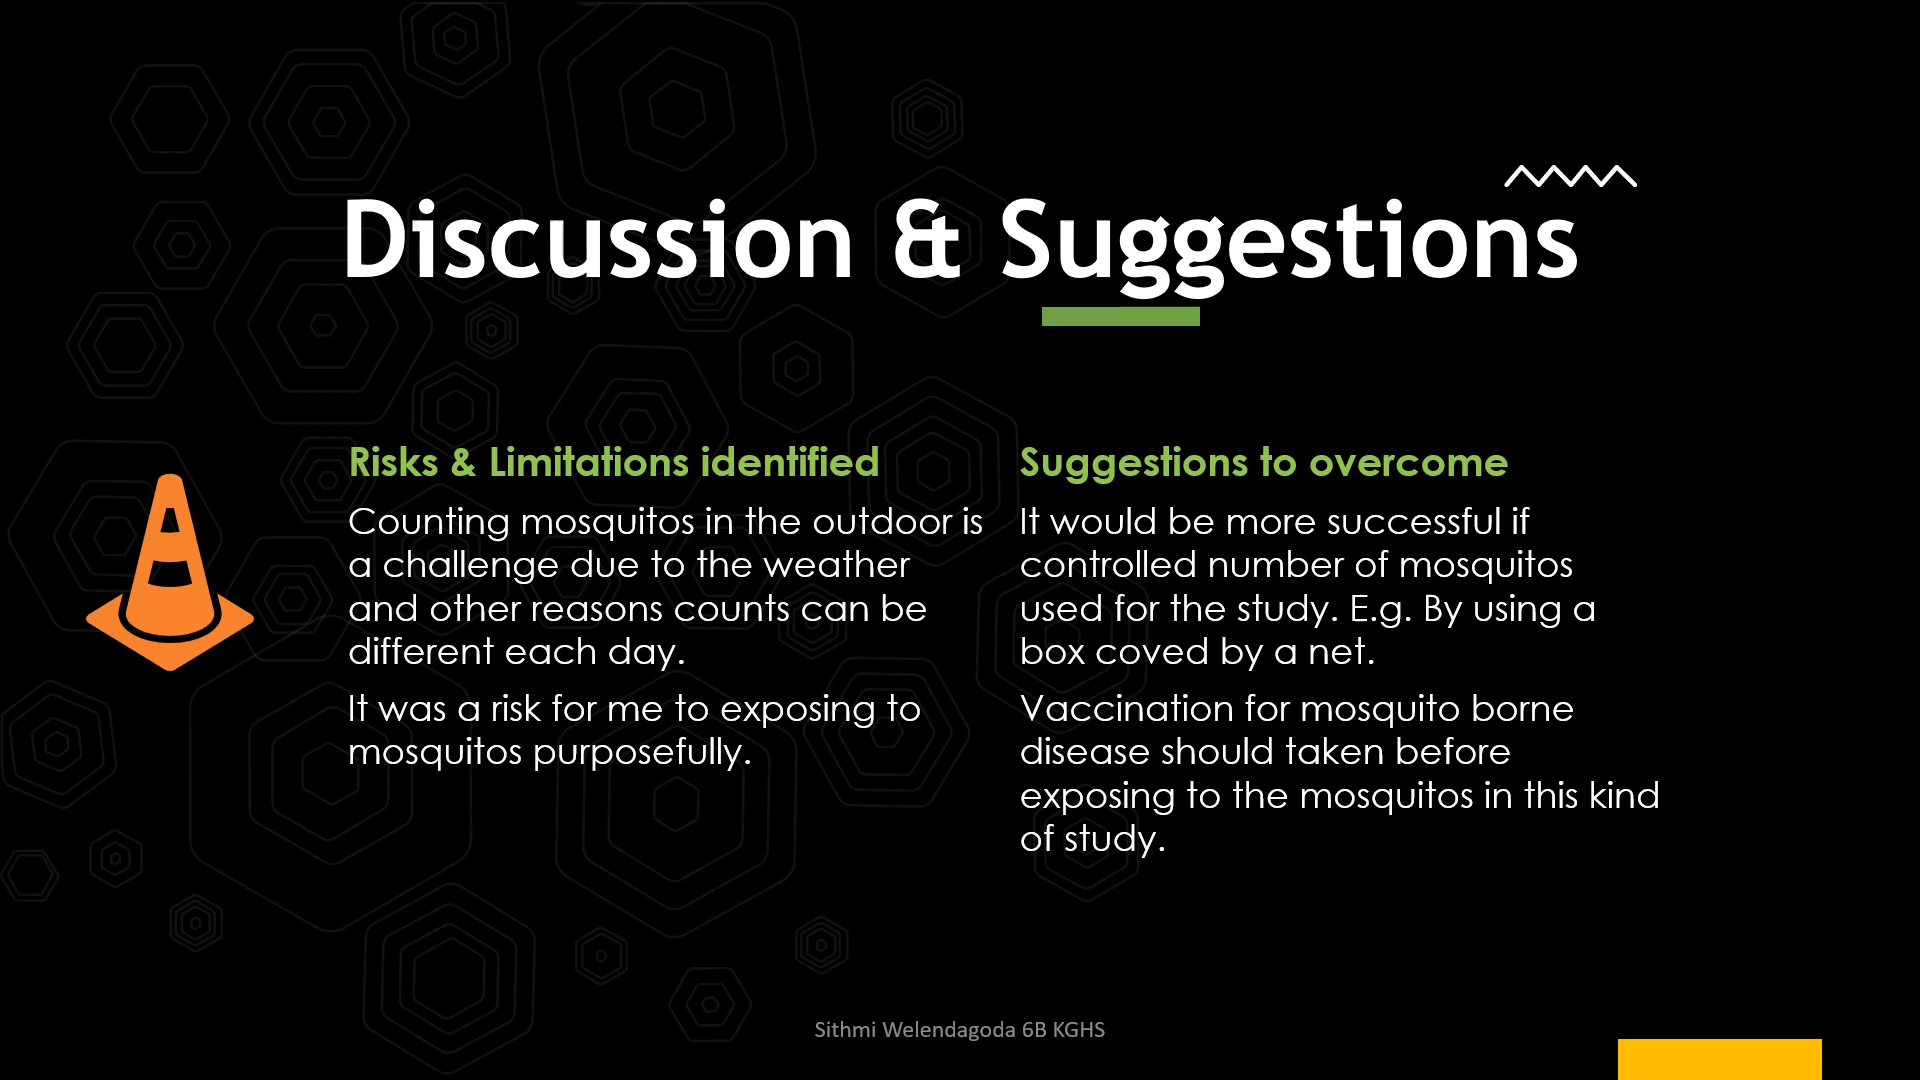 Discussion & Suggestions
Risks & Limitations identified
Counting mosquitos in the outdoor is
a challenge due to the weather
and other reasons counts can be
different each day.
It was a risk for me to exposing to
mosquitos purposefully.
Suggestions to overcome
It would be more successful if
controlled number of mosquitos
used for the study. E.g. By using a
box coved by a net.
Vaccination for mosquito borne
disease should taken before
exposing to the mosquitos in this kind
of study.
Sithmi Welendagoda 6B KGHS